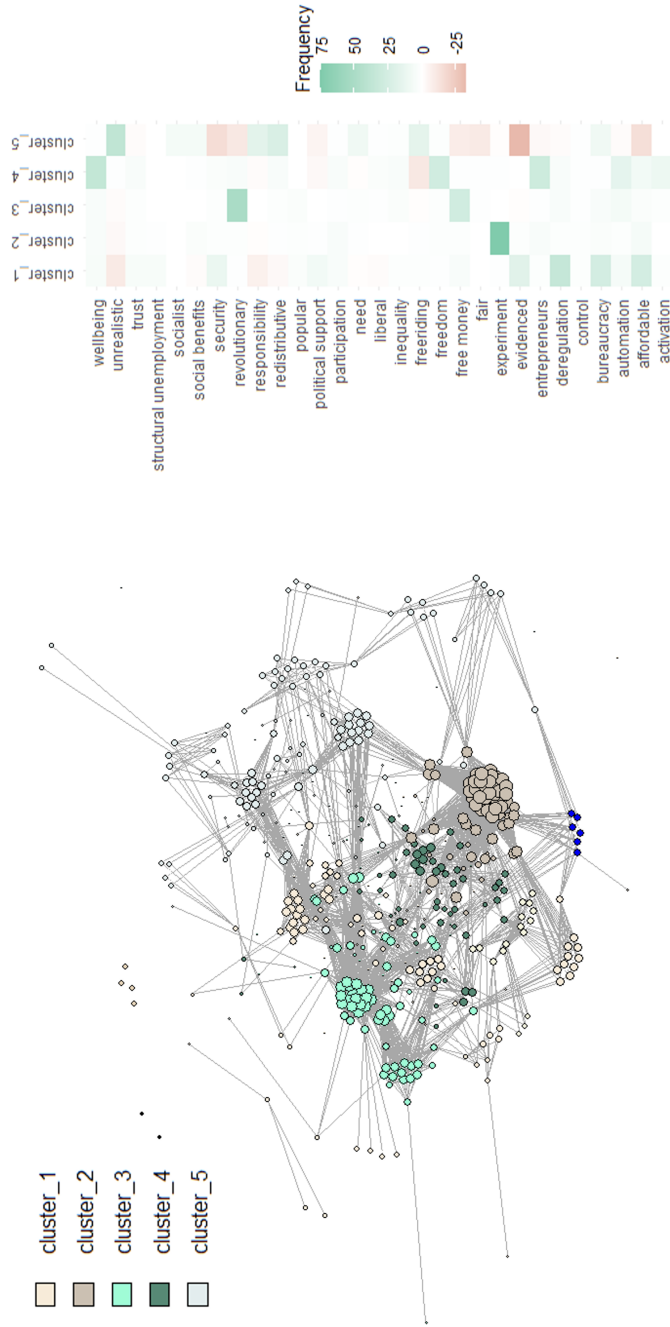 cluster_1
cluster_2
cluster_3
cluster_4
cluster_5
wellbeing
unrealistic
trust
structural unemployment
socialist
social benefits
security
revolutionary
responsibility
redistributive
popular
political support
participation
need
liberal
inequality
freeriding
freedom
free money
fair
experiment
evidenced
entrepreneurs
deregulation
control
bureaucracy
automation
affordable
activation
cluster_1
cluster_2
cluster_3
cluster_4
cluster_5
Frequency
75
50
25
0
-25